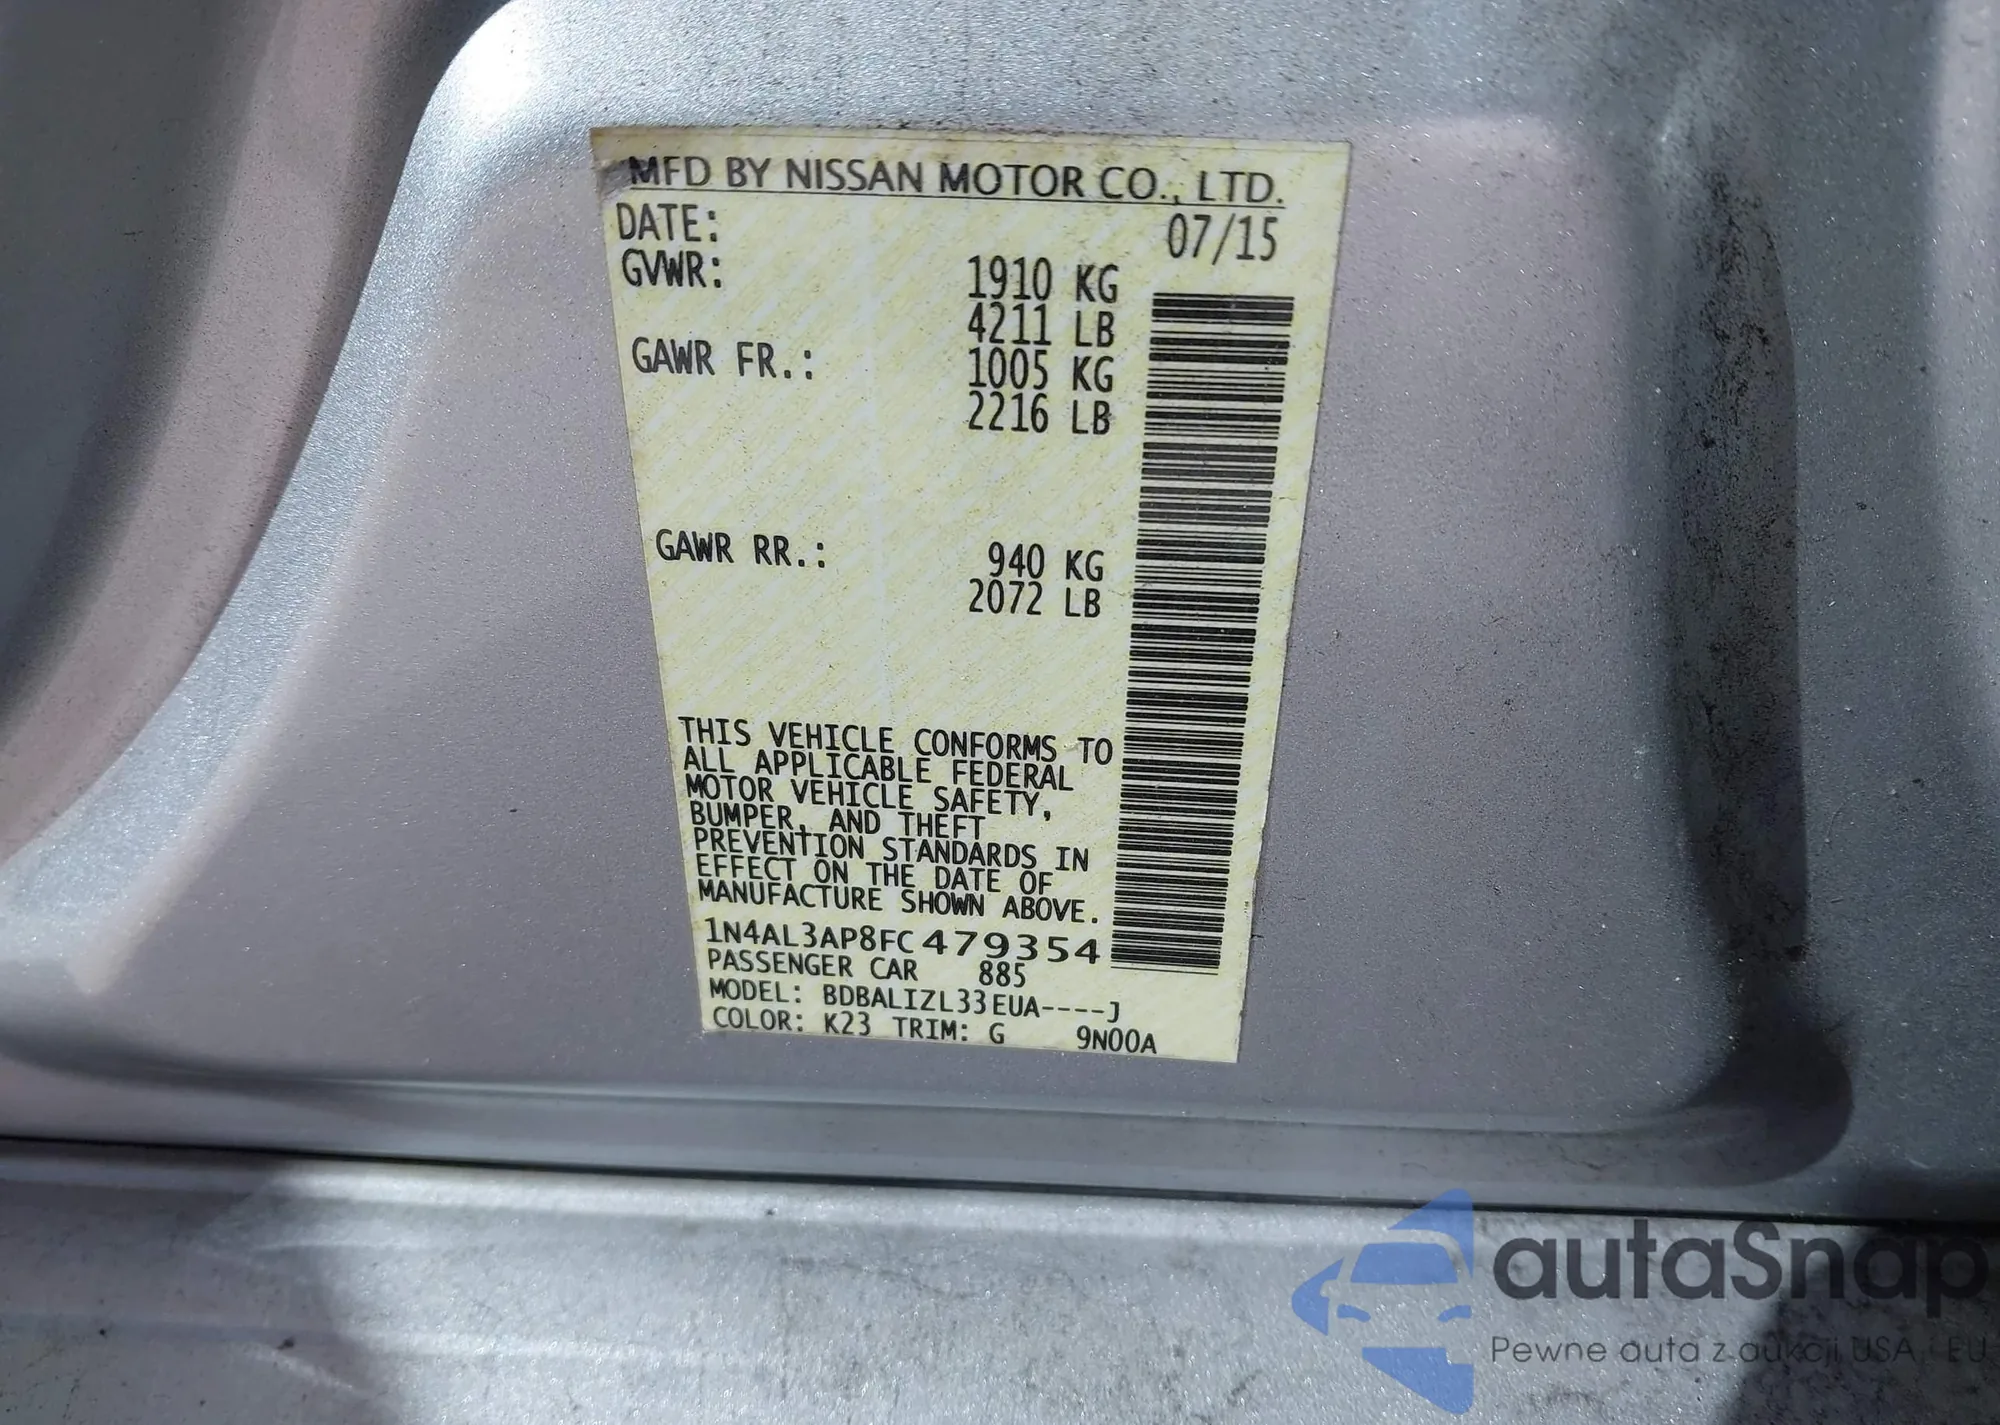 MFD BY NISSAN MOTOR CO., LTD.
DATE: 07/15
GVWR: 1910 KG
4211 LB
GAWR FR.: 1005 KG
2216 LB
GAWR RR.: 940 KG
2072 LB
THIS VEHICLE CONFORMS TO
ALL APPLICABLE FEDERAL
MOTOR VEHICLE SAFETY,
BUMPER, AND THEFT
PREVENTION STANDARDS IN
EFFECT ON THE DATE OF
MANUFACTURE SHOWN ABOVE.
1N4AL3AP8FC479354
PASSENGER CAR 885
MODEL: BDBALIZL33EUA----J
COLOR: K23 TRIM: G 9N00A
autaSnap
Pewne auta z aukcji USA i EU